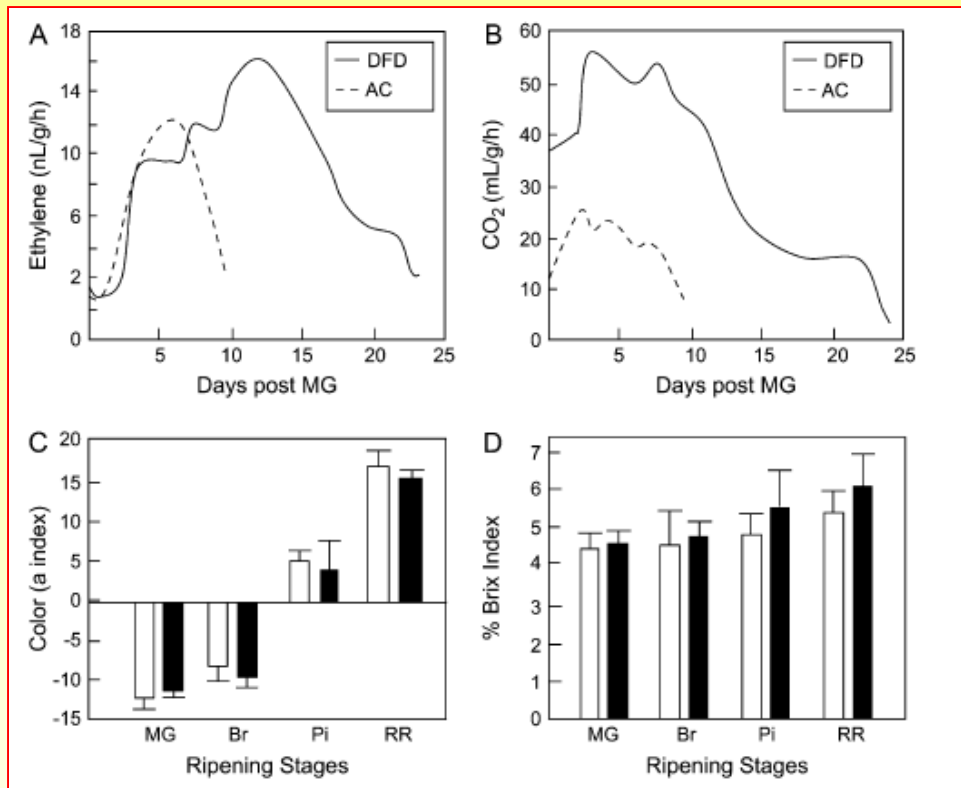 A
18
14
10
6
2
0
Ethylene (nL/g/h)
DFD
AC
5 10 15 20 25
Days post MG
B
60
50
40
30
20
10
0
CO₂ (mL/g/h)
DFD
AC
5 10 15 20 25
Days post MG
C
20
15
10
5
0
-5
-10
-15
Color (a index)
MG Br Pi RR
Ripening Stages
D
7
6
5
4
3
2
1
0
% Brix Index
MG Br Pi RR
Ripening Stages